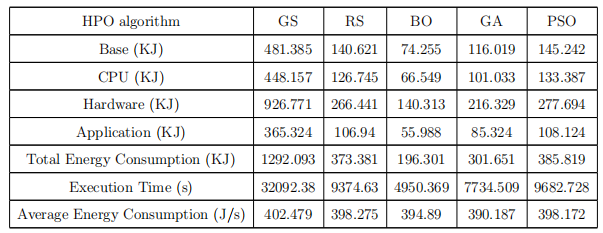 HPO algorithm GS RS BO GA PSO
Base (KJ) 481.385 140.621 74.255 116.019 145.242
CPU (KJ) 448.157 126.745 66.549 101.033 133.387
Hardware (KJ) 926.771 266.441 140.313 216.329 277.694
Application (KJ) 365.324 106.94 55.988 85.324 108.124
Total Energy Consumption (KJ) 1292.093 373.381 196.301 301.651 385.819
Execution Time (s) 32092.38 9374.63 4950.369 7734.509 9682.728
Average Energy Consumption (J/s) 402.479 398.275 394.89 390.187 398.172